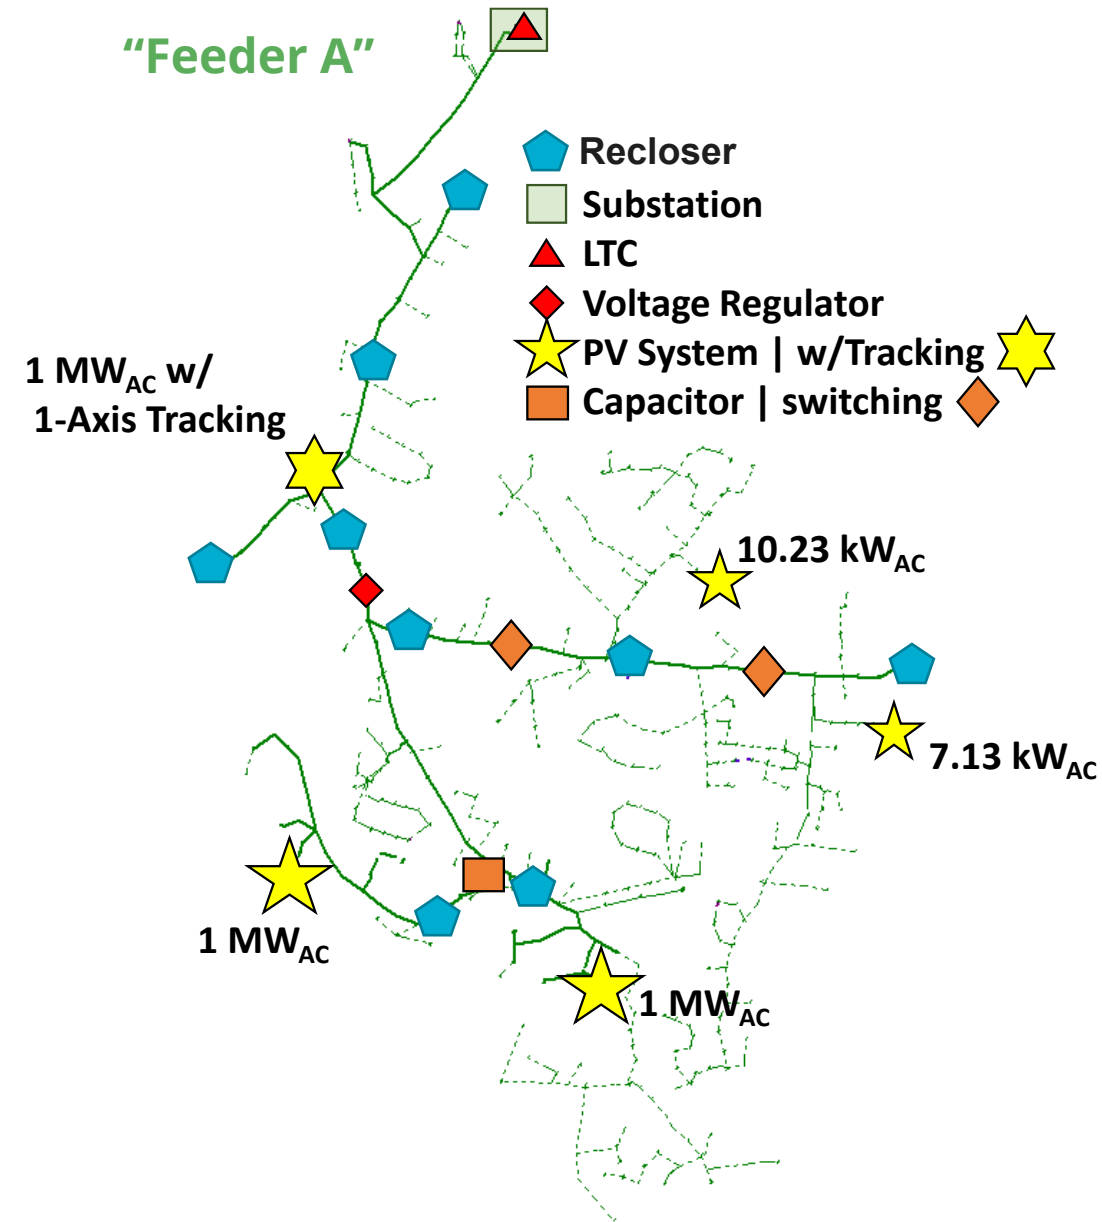 “Feeder A”
Recloser
Substation
LTC
Voltage Regulator
PV System | w/Tracking
Capacitor | switching
1 MWAC w/
1-Axis Tracking
10.23 kWAC
7.13 kWAC
1 MWAC
1 MWAC